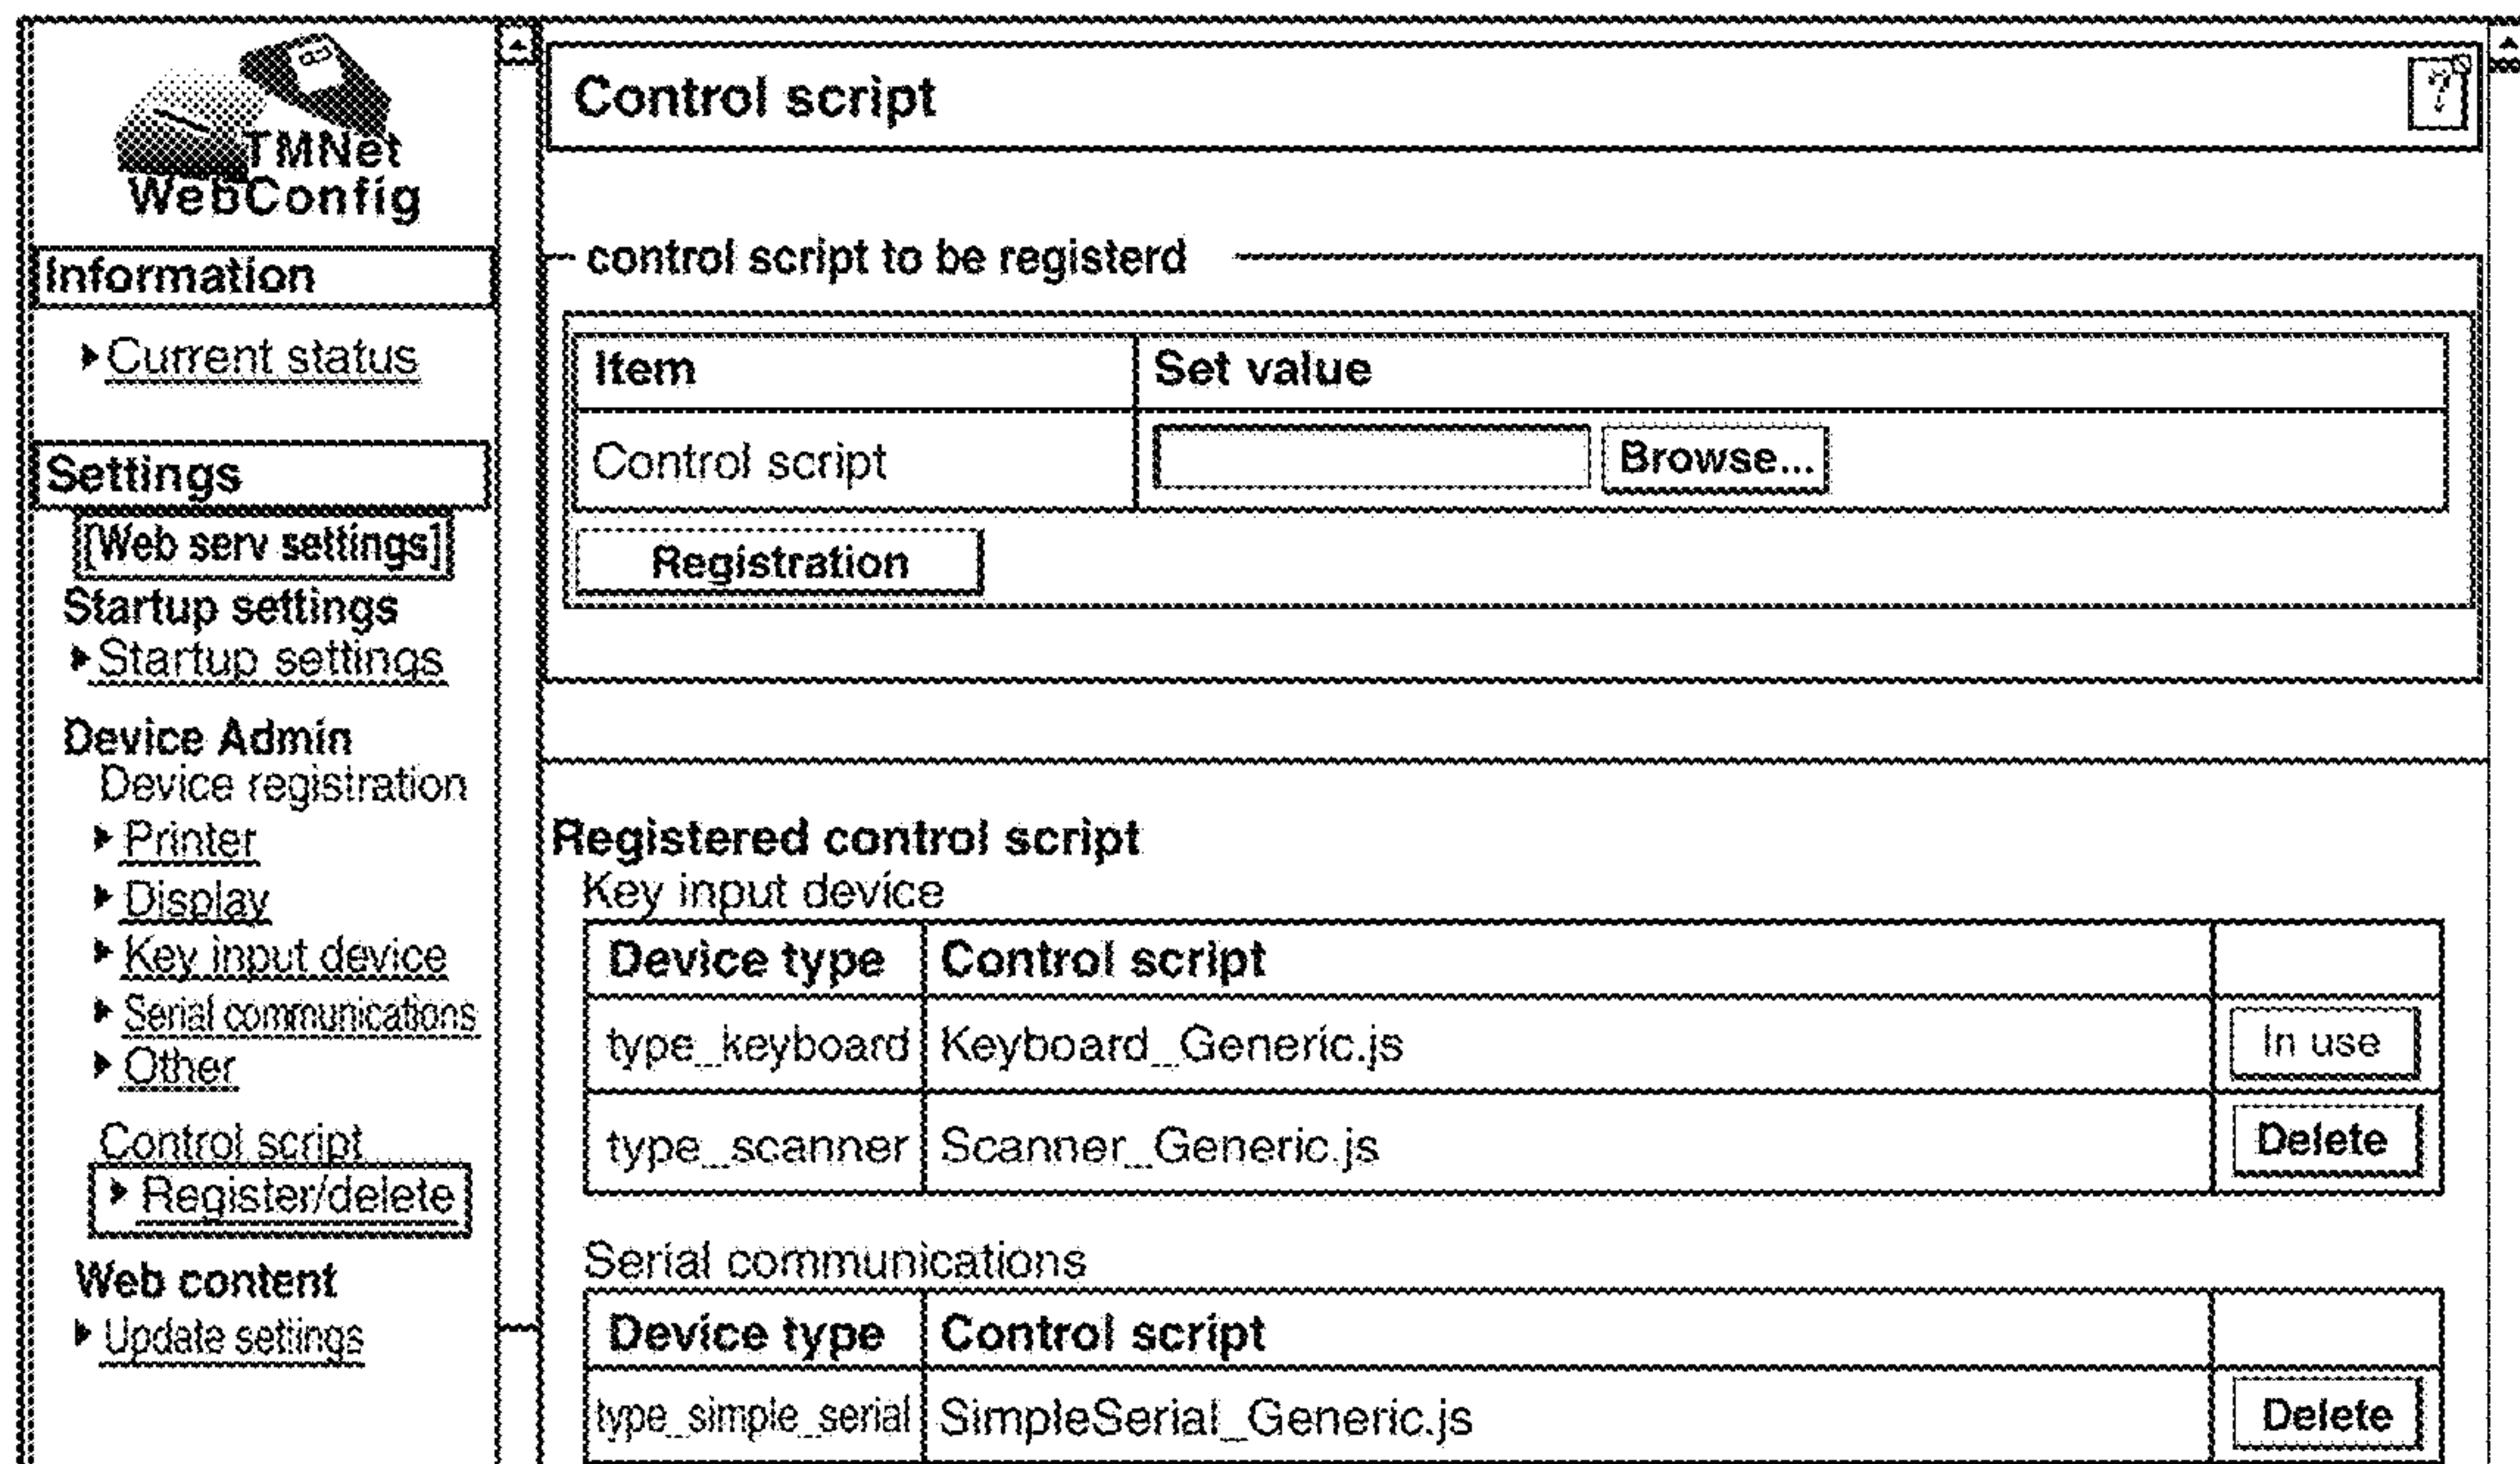 TMNet
WebConfig
Information
Current status
Settings
[Web serv settings]
Startup settings
Startup settings
Device Admin
Device registration
Printer
Display
Key input device
Serial communications
Other
Control script
Register/delete
Web content
Update settings
Control script
?
control script to be registerd
Item Set value
Control script Browse...
Registration
Registered control script
Key input device
Device type Control script
type_keyboard Keyboard_Generic.js In use
type_scanner Scanner_Generic.js Delete
Serial communications
Device type Control script
type_simple_serial SimpleSerial_Generic.js Delete